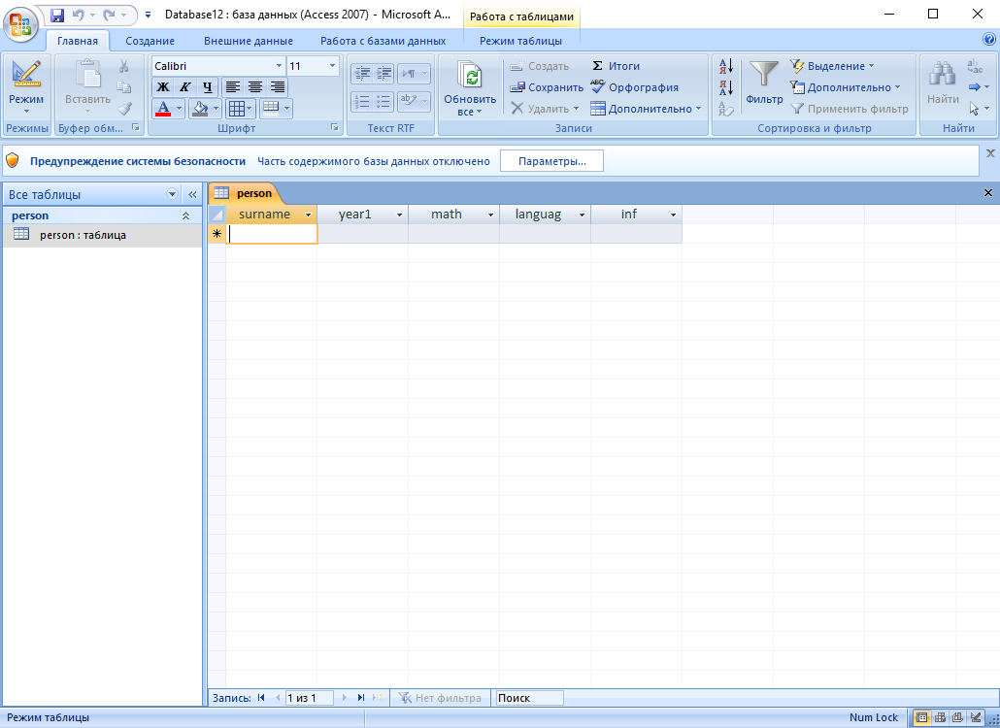 Database12 : база данных (Access 2007) - Microsoft A...
Работа с таблицами
Главная Создание Внешние данные Работа с базами данных Режим таблицы
Режим
Режимы
Вставить
Буфер обм...
Calibri 11
Ж К Ч
А
Шрифт
Текст RTF
Обновить все
Создать
Сохранить
Удалить
Σ Итоги
ABC Орфография
Дополнительно
Записи
А Я
Я А
Фильтр
Выделение
Дополнительно
Применить фильтр
Сортировка и фильтр
Найти
Найти
Предупреждение системы безопасности Часть содержимого базы данных отключено Параметры...
Все таблицы
person
person : таблица
person
surname year1 math languag inf
Запись: 1 из 1 Нет фильтра Поиск
Режим таблицы Num Lock